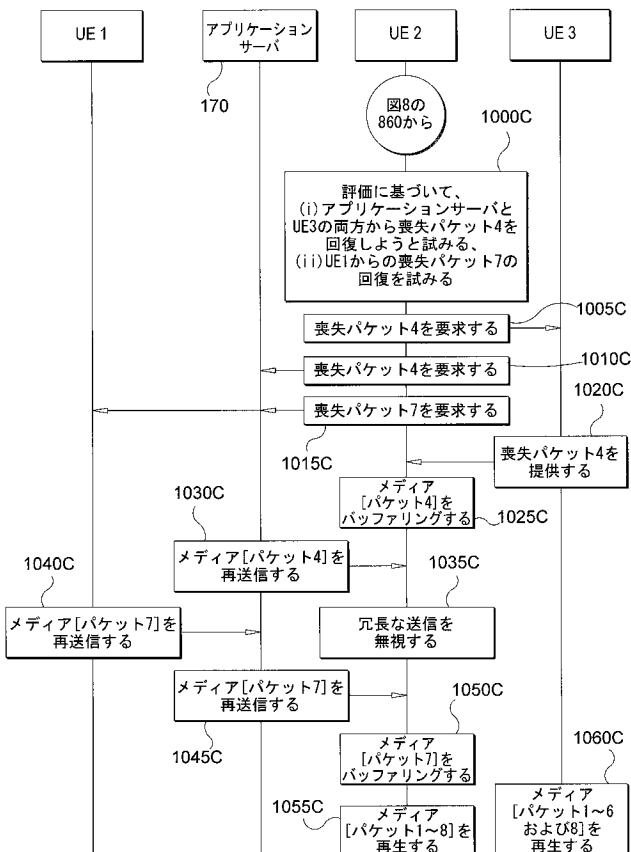 UE 1
アプリケーション
サーバ
UE 2
UE 3
170
図8の
860から
1000C
評価に基づいて、
(i)アプリケーションサーバと
UE3の両方から喪失パケット4を
回復しようと試みる、
(ii)UE1からの喪失パケット7の
回復を試みる
1005C
喪失パケット4を要求する
1010C
喪失パケット4を要求する
1020C
喪失パケット7を要求する
1015C
喪失パケット4を
提供する
メディア
[パケット4]を
バッファリングする
1025C
1030C
メディア[パケット4]を
再送信する
1040C
1035C
メディア[パケット7]を
再送信する
冗長な送信を
無視する
メディア[パケット7]を
再送信する
1045C
1050C
メディア
[パケット7]を
バッファリングする
1060C
1055C
メディア
[パケット1~8]を
再生する
メディア
[パケット1~6
および8]を
再生する